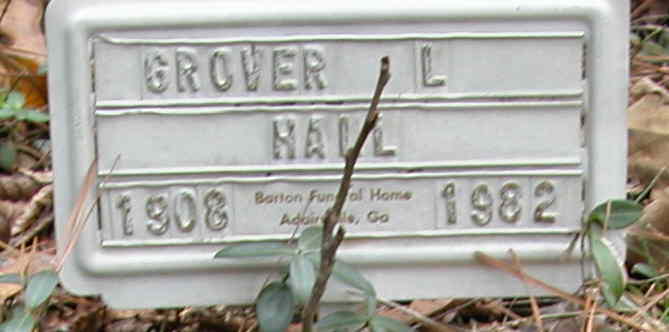 GROVER L
HALL
1908 Barton Funeral Home 1982
Adairsville, Ga